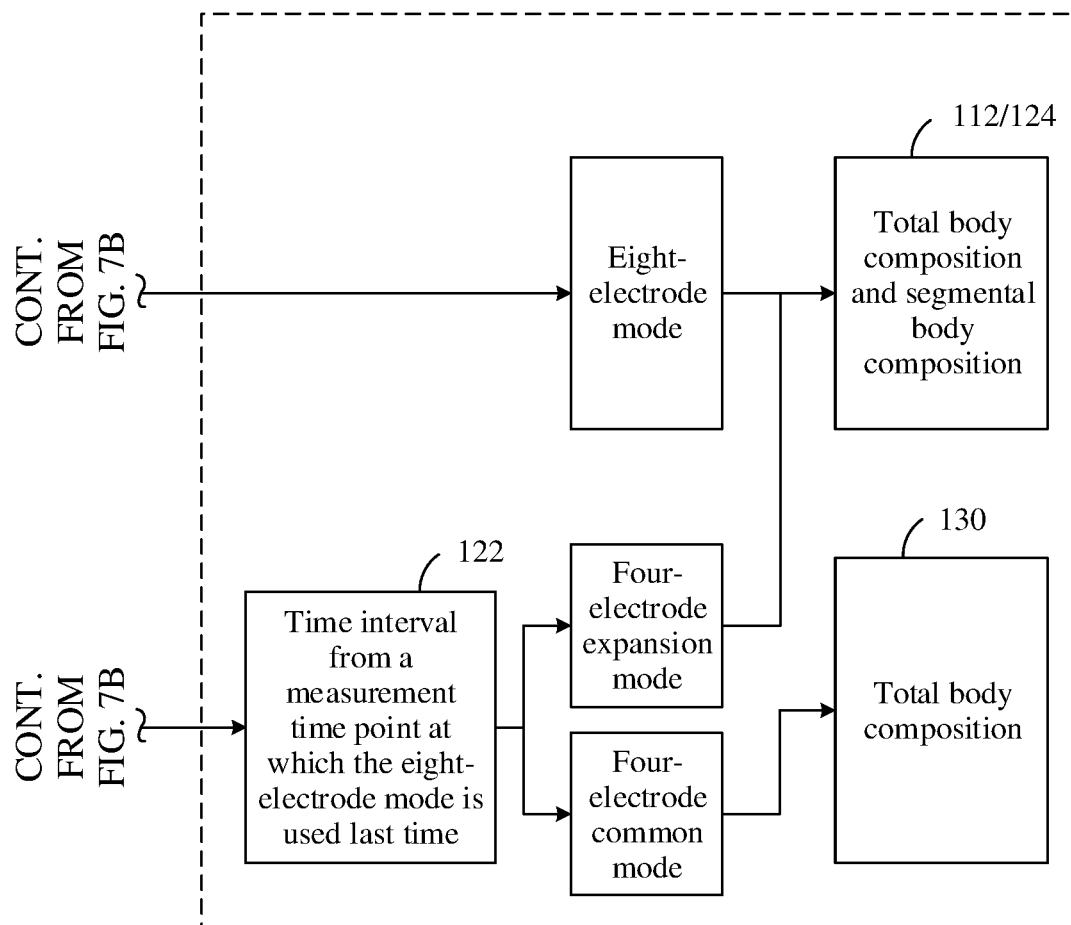 CONT.
FROM
FIG. 7B
Eight-
electrode
mode
112/124
Total body
composition
and segmental
body
composition
CONT.
FROM
FIG. 7B
122
Time interval
from a
measurement
time point at
which the eight-
electrode mode is
used last time
Four-
electrode
expansion
mode
Four-
electrode
common
mode
130
Total body
composition